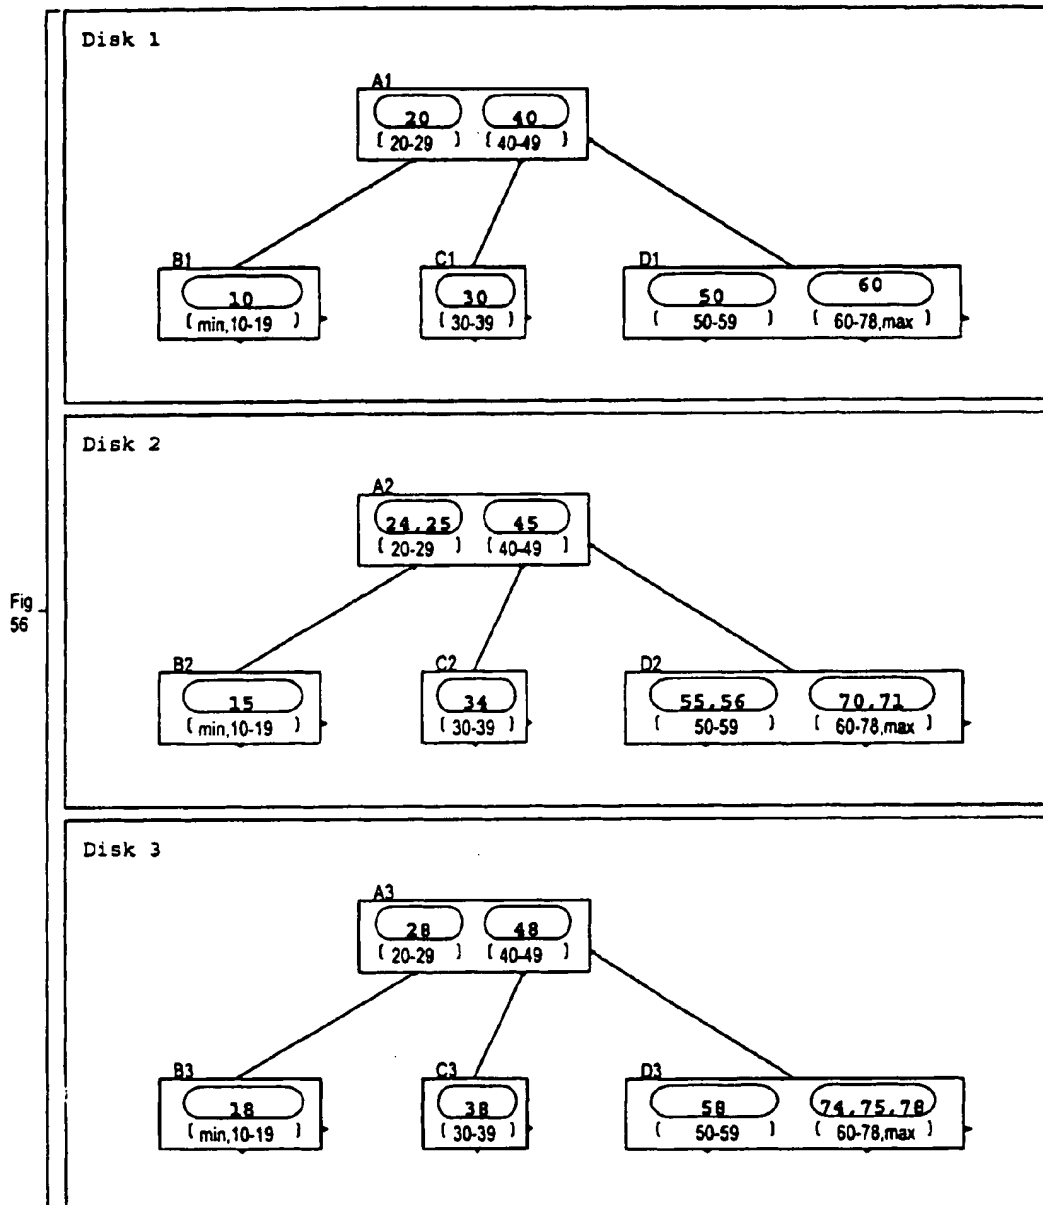 Disk 1
A1
20 40
( 20-29 ) ( 40-49 )
B1 C1 D1
10 30 50 60
( min,10-19 ) ( 30-39 ) ( 50-59 ) ( 60-78,max )
Disk 2
A2
24,25 45
( 20-29 ) ( 40-49 )
Fig
56
B2 C2 D2
15 34 55,56 70,71
( min,10-19 ) ( 30-39 ) ( 50-59 ) ( 60-78,max )
Disk 3
A3
28 48
( 20-29 ) ( 40-49 )
B3 C3 D3
18 38 58 74,75,78
( min,10-19 ) ( 30-39 ) ( 50-59 ) ( 60-78,max )